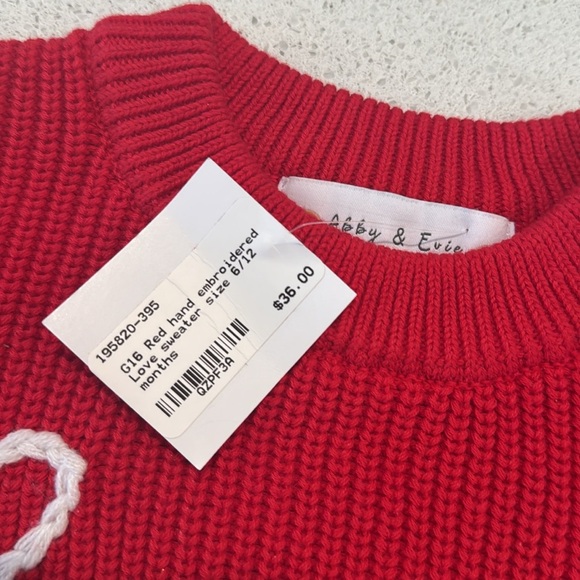 Abby & Evie
195820-395
G16 Red hand embroidered
Love sweater size 6/12
months
QZPF3A
$36.00